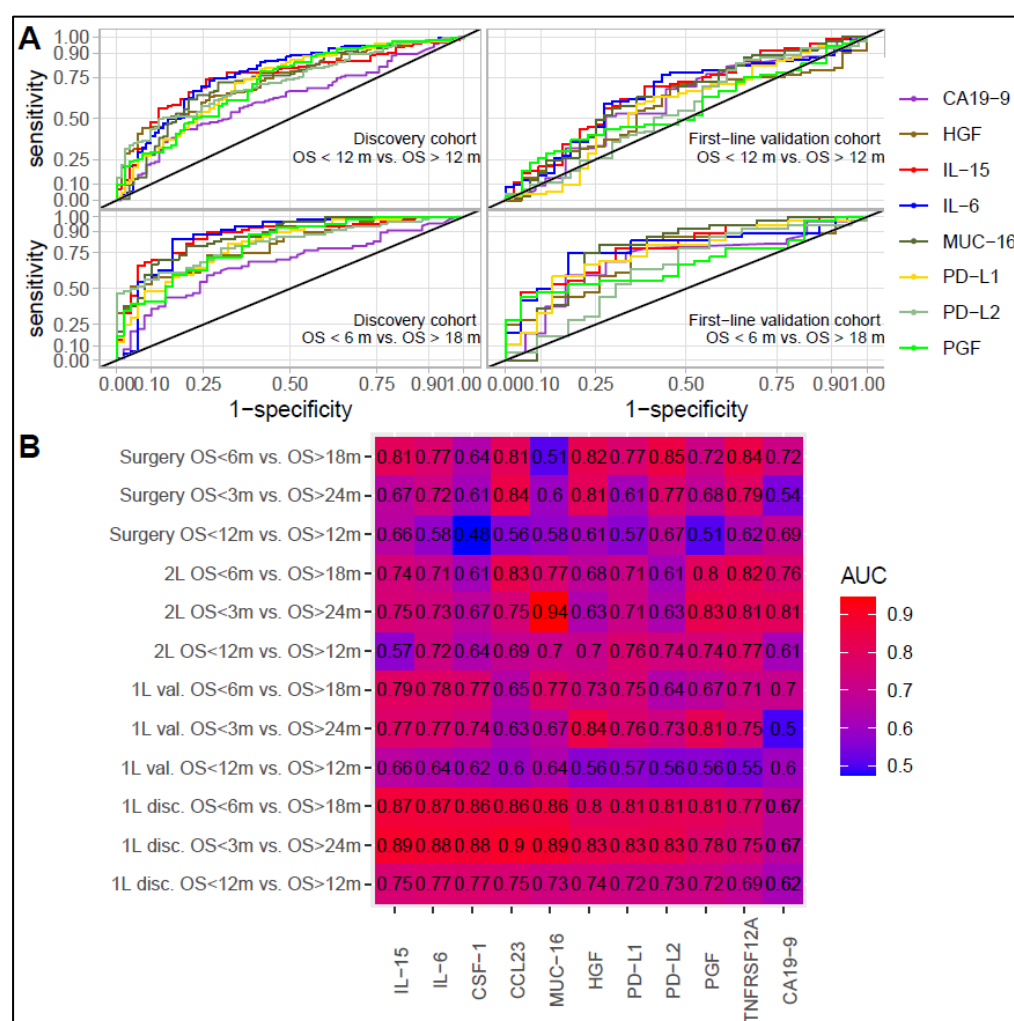 A
1.00
0.90
0.75
0.50
0.25
0.10
0.00
sensitivity
Discovery cohort
OS < 12 m vs. OS > 12 m
First-line validation cohort
OS < 12 m vs. OS > 12 m
1.00
0.90
0.75
0.50
0.25
0.10
0.00
sensitivity
Discovery cohort
OS < 6 m vs. OS > 18 m
First-line validation cohort
OS < 6 m vs. OS > 18 m
0.00 0.10 0.25 0.50 0.75 0.90 1.00
0.00 0.10 0.25 0.50 0.75 0.90 1.00
1-specificity
1-specificity
CA19-9
HGF
IL-15
IL-6
MUC-16
PD-L1
PD-L2
PGF
B
Surgery OS<6m vs. OS>18m 0.81 0.77 0.64 0.81 0.51 0.82 0.77 0.85 0.72 0.84 0.72
Surgery OS<3m vs. OS>24m 0.67 0.72 0.61 0.84 0.6 0.81 0.61 0.77 0.68 0.79 0.54
Surgery OS<12m vs. OS>12m 0.66 0.58 0.48 0.56 0.58 0.61 0.57 0.67 0.51 0.62 0.69
2L OS<6m vs. OS>18m 0.74 0.71 0.61 0.83 0.77 0.68 0.71 0.61 0.8 0.82 0.76
2L OS<3m vs. OS>24m 0.75 0.73 0.67 0.75 0.94 0.63 0.71 0.63 0.83 0.81 0.81
2L OS<12m vs. OS>12m 0.57 0.72 0.64 0.69 0.7 0.7 0.76 0.74 0.74 0.77 0.61
1L val. OS<6m vs. OS>18m 0.79 0.78 0.77 0.65 0.77 0.73 0.75 0.64 0.67 0.71 0.7
1L val. OS<3m vs. OS>24m 0.77 0.77 0.74 0.63 0.67 0.84 0.76 0.73 0.81 0.75 0.5
1L val. OS<12m vs. OS>12m 0.66 0.64 0.62 0.6 0.64 0.56 0.57 0.56 0.56 0.55 0.6
1L disc. OS<6m vs. OS>18m 0.87 0.87 0.86 0.86 0.86 0.8 0.81 0.81 0.81 0.77 0.67
1L disc. OS<3m vs. OS>24m 0.89 0.88 0.88 0.9 0.89 0.83 0.83 0.83 0.78 0.75 0.67
1L disc. OS<12m vs. OS>12m 0.75 0.77 0.77 0.75 0.73 0.74 0.72 0.73 0.72 0.69 0.62
IL-15 IL-6 CSF-1 CCL23 MUC-16 HGF PD-L1 PD-L2 PGF TNFRSF12A CA19-9
AUC
0.9
0.8
0.7
0.6
0.5